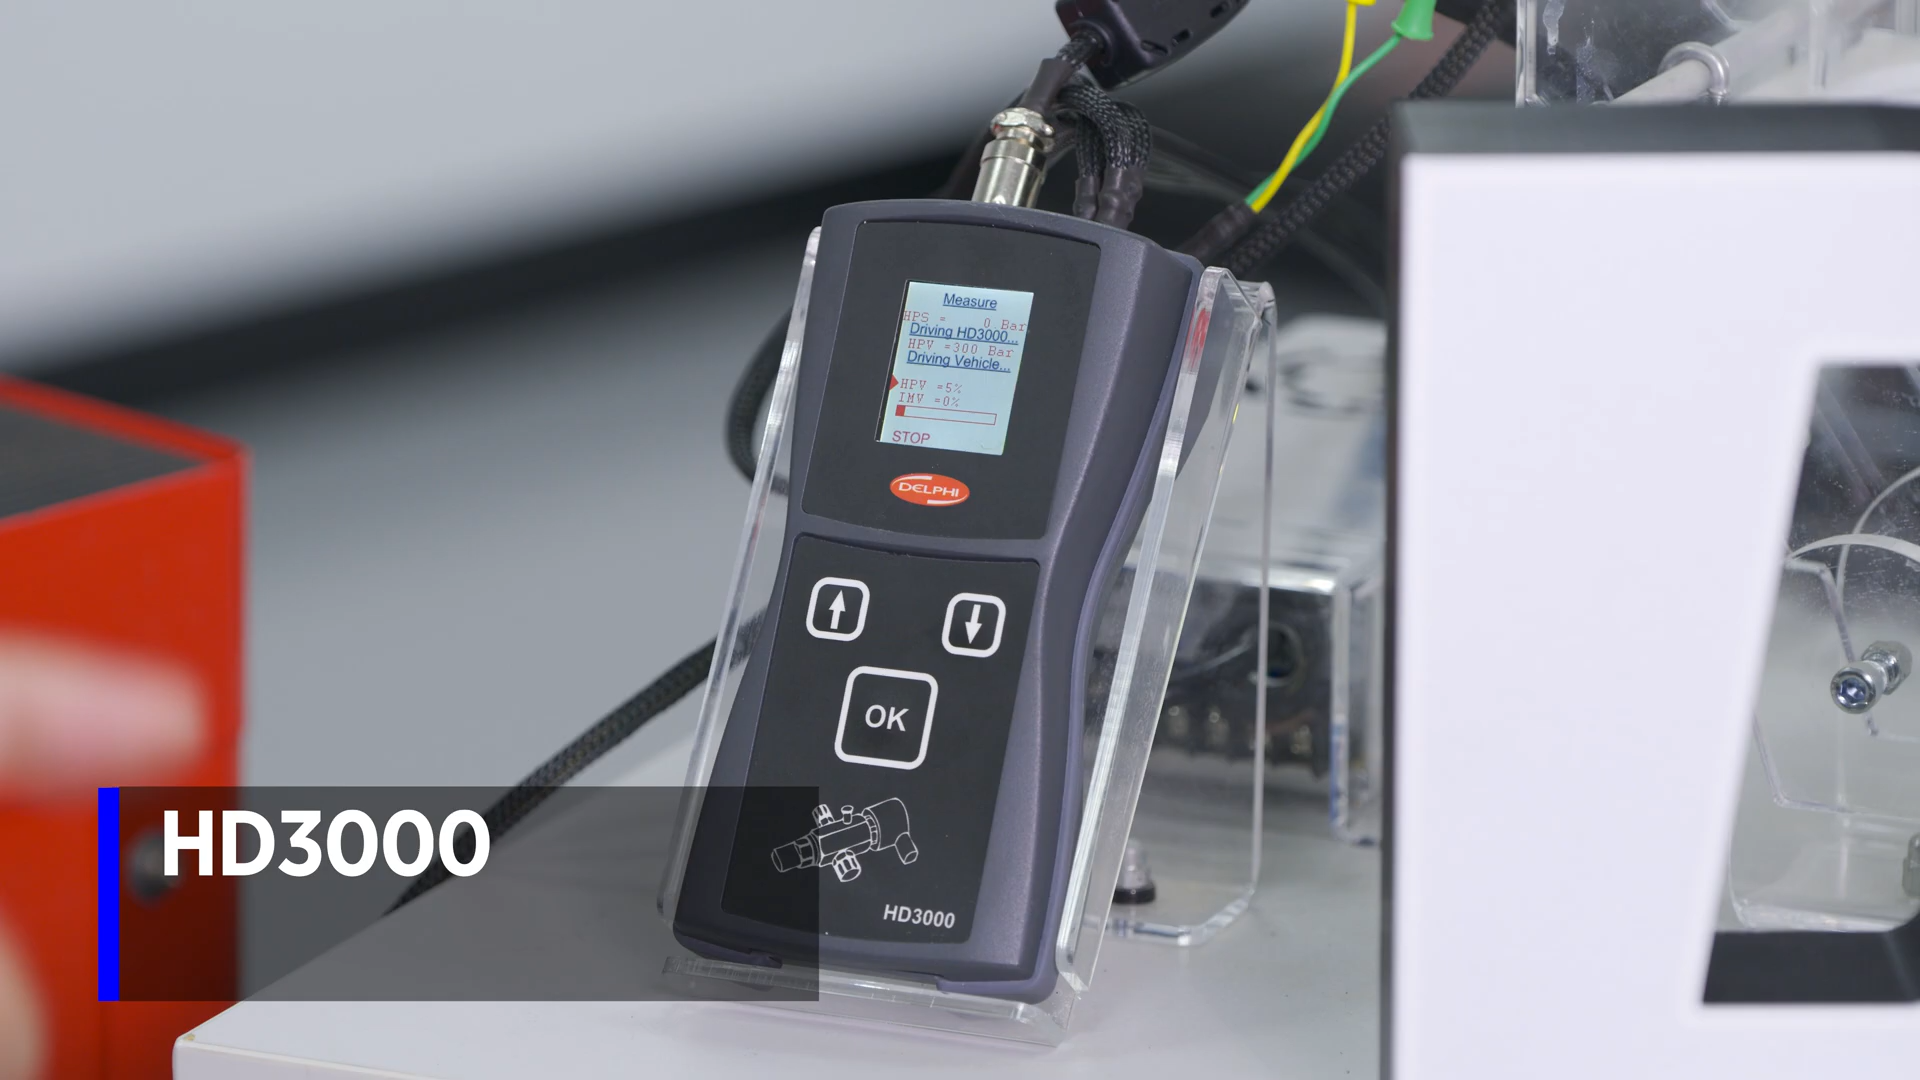 Measure
HPS = 0 Bar
Driving HD3000...
HPV =300 Bar
Driving Vehicle...
HPV =5%
IMV =0%
STOP
DELPHI
OK
HD3000
HD3000